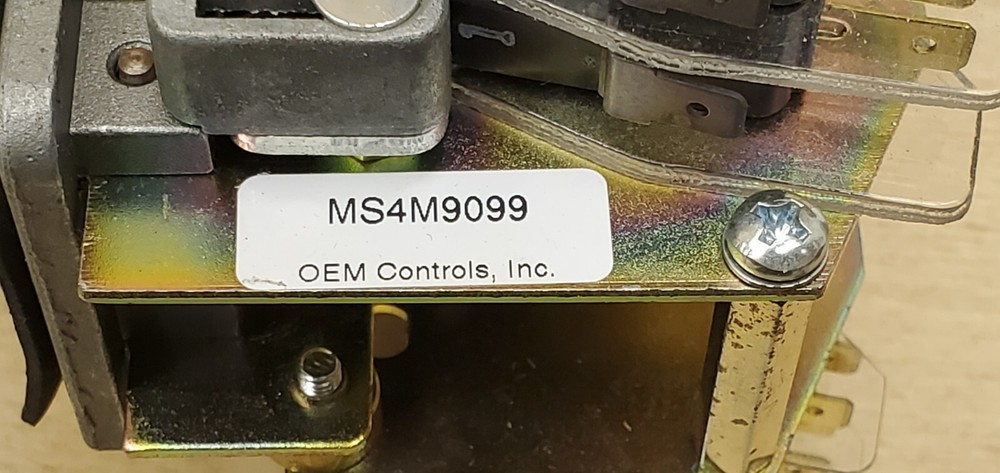 MS4M9099
OEM Controls, Inc.